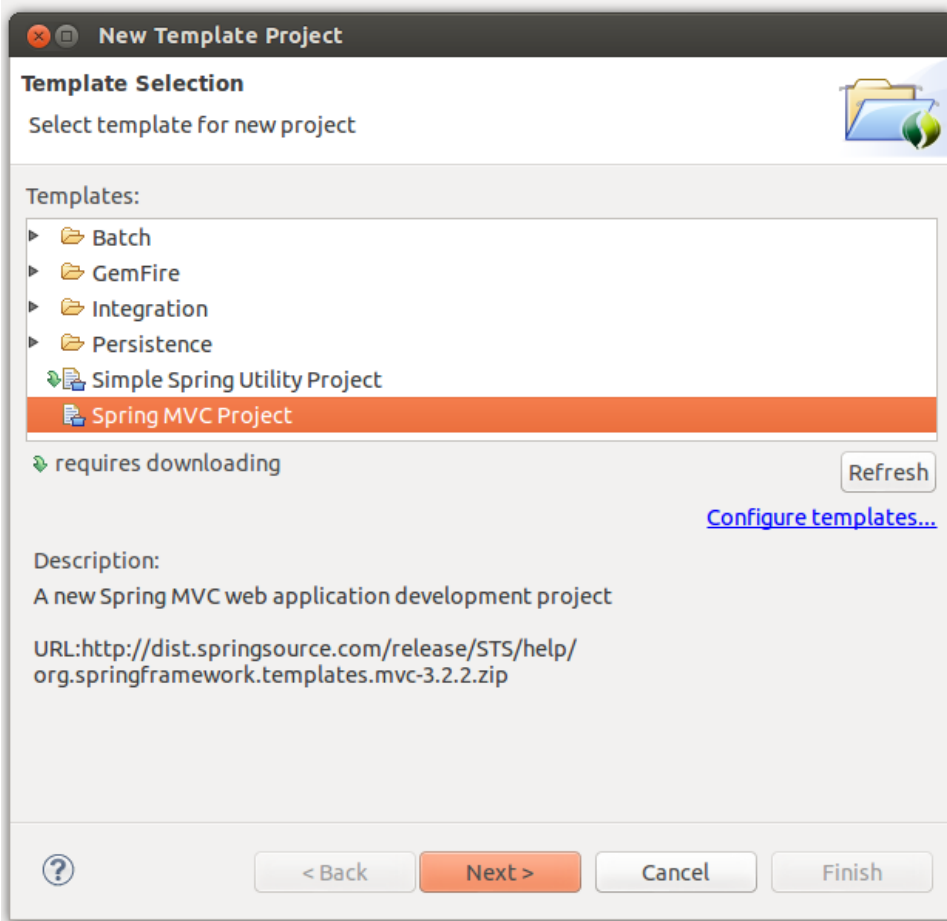 New Template Project
Template Selection
Select template for new project
Templates:
Batch
GemFire
Integration
Persistence
Simple Spring Utility Project
Spring MVC Project
requires downloading
Refresh
Configure templates...
Description:
A new Spring MVC web application development project
URL:http://dist.springsource.com/release/STS/help/
org.springframework.templates.mvc-3.2.2.zip
?
< Back
Next >
Cancel
Finish